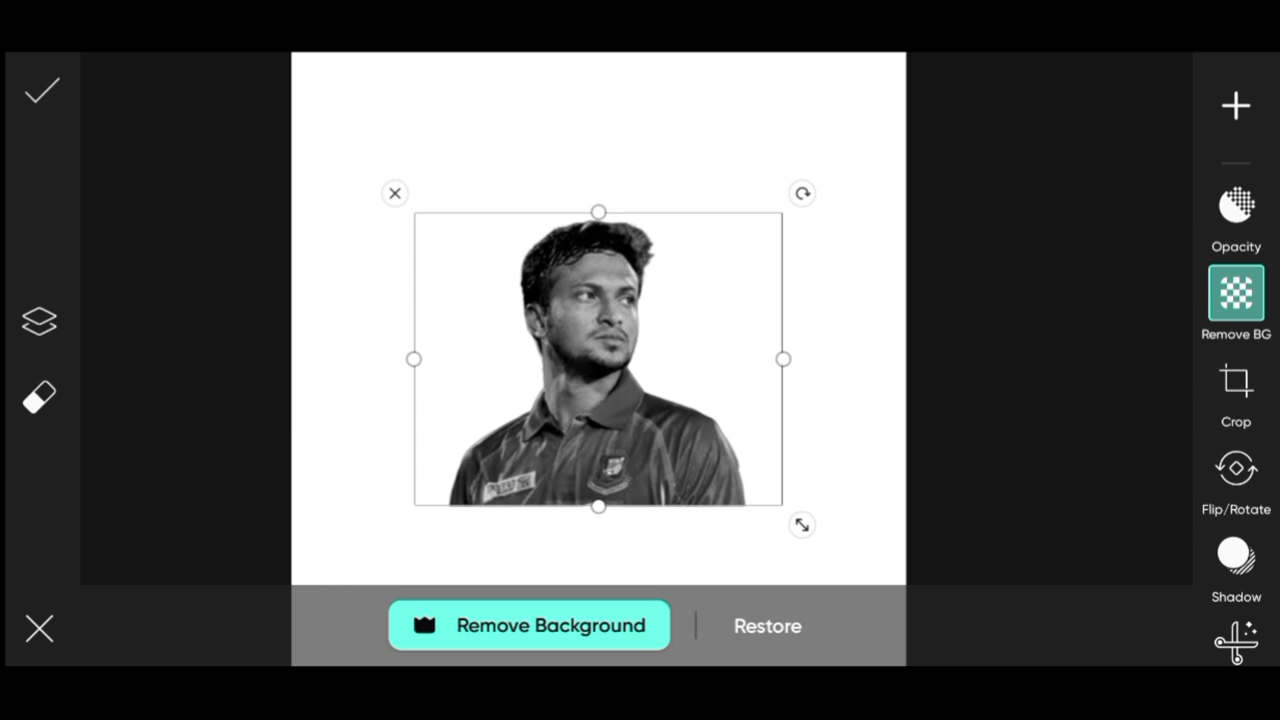 Opacity
Remove BG
Crop
Flip/Rotate
Shadow
Remove Background
Restore